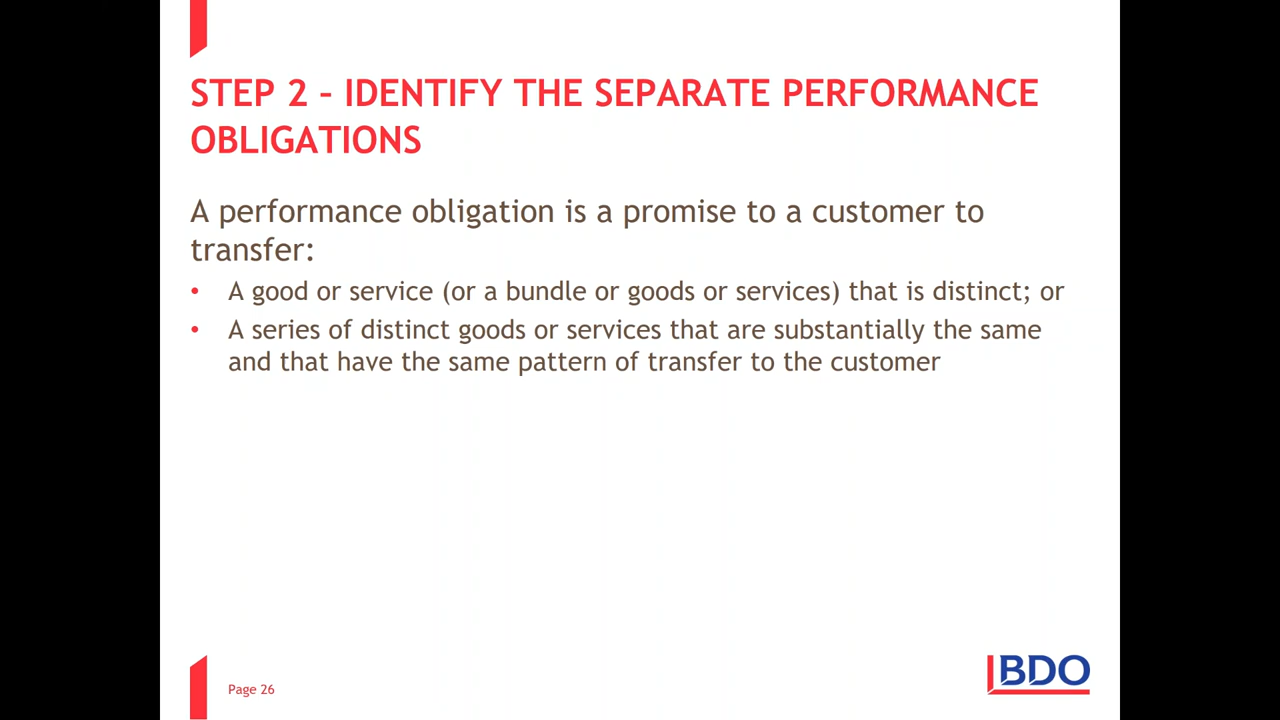 STEP 2 – IDENTIFY THE SEPARATE PERFORMANCE
OBLIGATIONS
A performance obligation is a promise to a customer to
transfer:
• A good or service (or a bundle or goods or services) that is distinct; or
• A series of distinct goods or services that are substantially the same
and that have the same pattern of transfer to the customer
Page 26
BDO